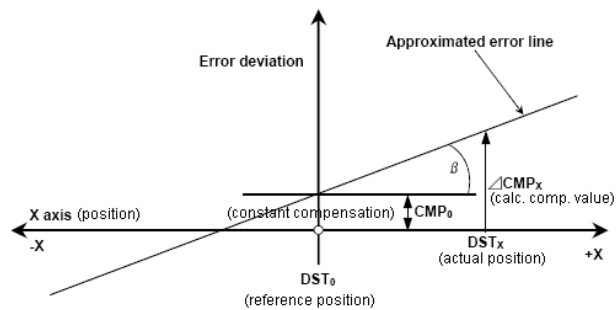 Approximated error line
Error deviation
β
⊿CMPX
(calc. comp. value)
X axis (position)
(constant compensation)
CMP0
-X
DSTX
+X
(actual position)
DST0
(reference position)